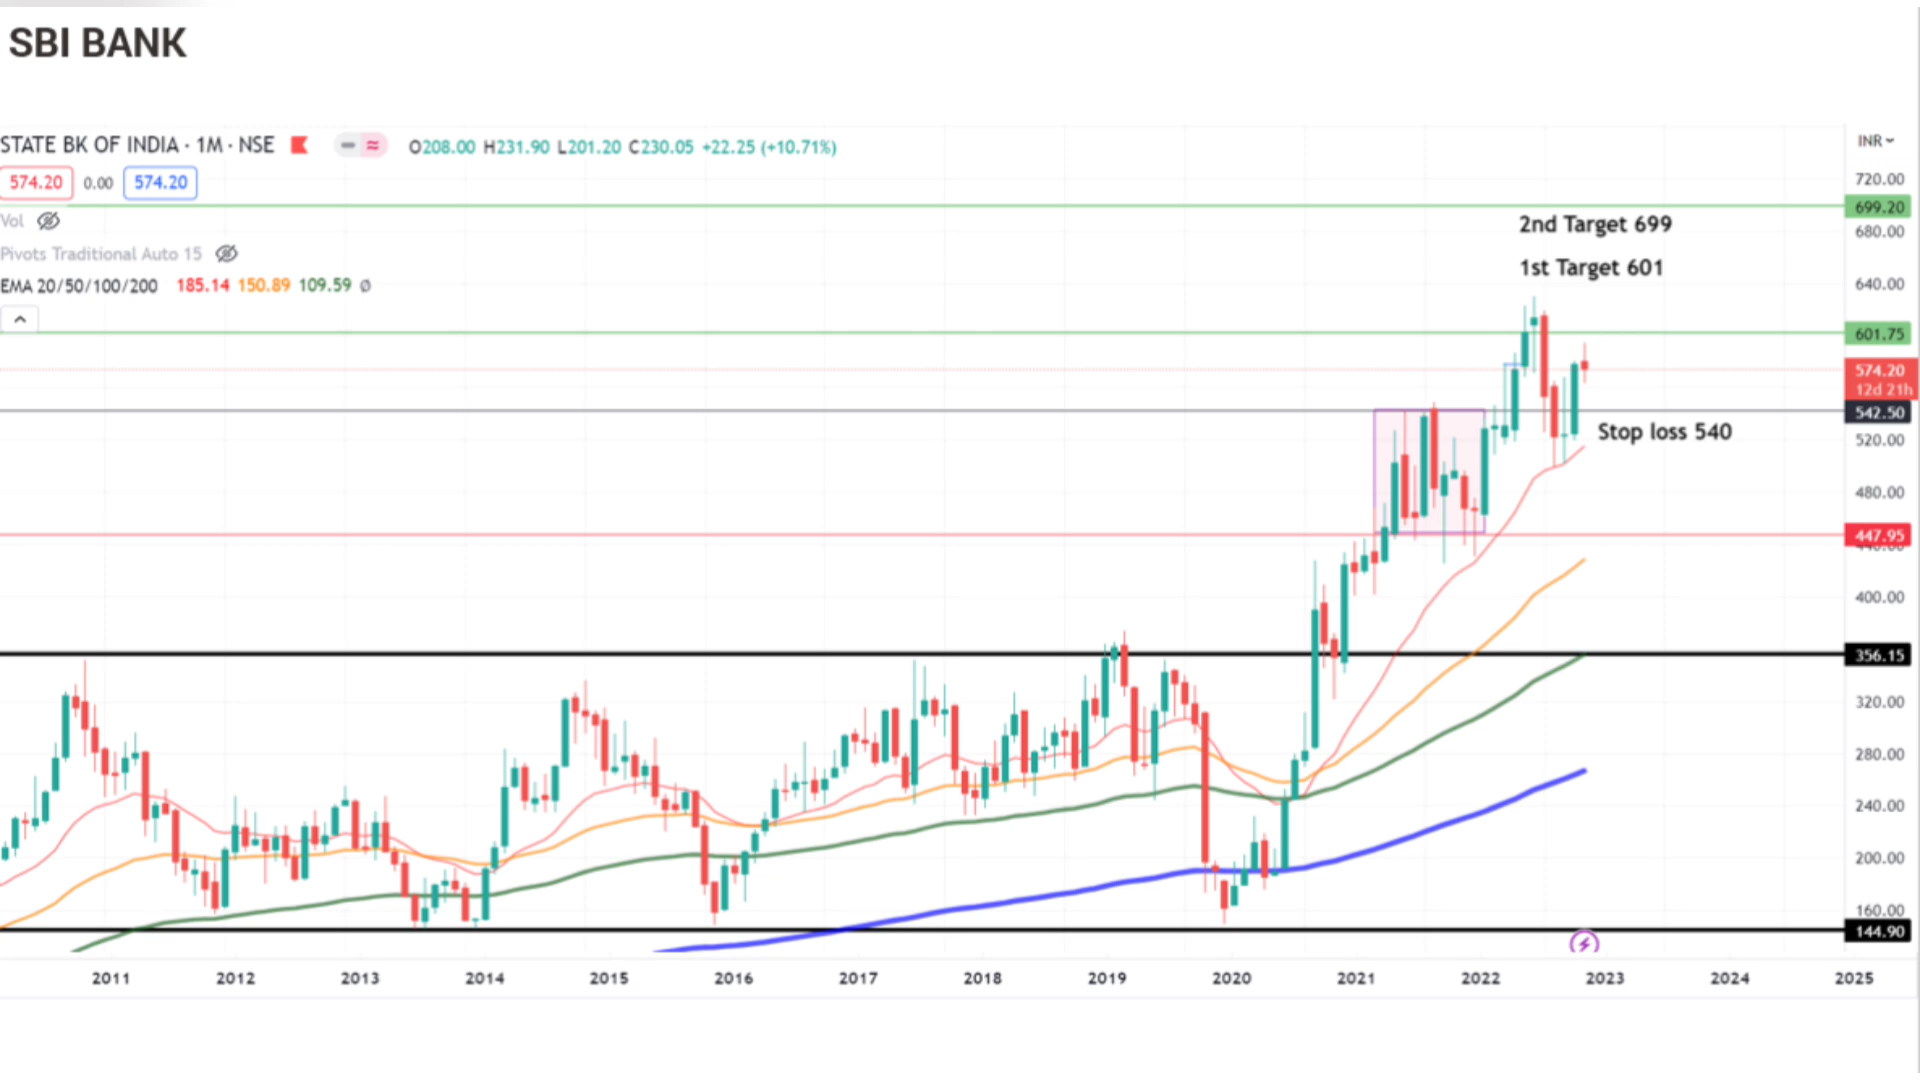 SBI BANK
STATE BK OF INDIA · 1M · NSE
O208.00 H231.90 L201.20 C230.05 +22.25 (+10.71%)
INR
574.20 0.00 574.20
720.00
699.20
Vol
2nd Target 699
680.00
Pivots Traditional Auto 15
1st Target 601
EMA 20/50/100/200 185.14 150.89 109.59 ∅
640.00
601.75
574.20
12d 21h
542.50
Stop loss 540
520.00
480.00
447.95
440.00
400.00
356.15
320.00
280.00
240.00
200.00
160.00
144.90
2011 2012 2013 2014 2015 2016 2017 2018 2019 2020 2021 2022 2023 2024 2025